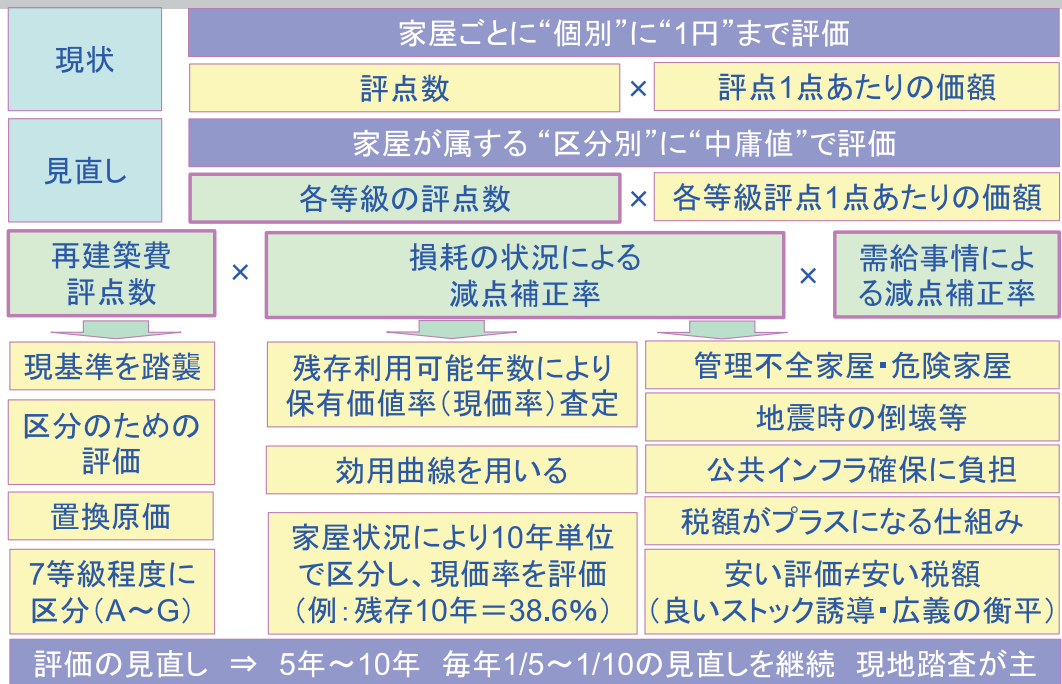 現状
家屋ごとに“個別”に“1円”まで評価
評点数 × 評点1点あたりの価額
見直し
家屋が属する “区分別”に“中庸値”で評価
各等級の評点数 × 各等級評点1点あたりの価額
再建築費
評点数
×
損耗の状況による
減点補正率
×
需給事情によ
る減点補正率
現基準を踏襲
区分のための
評価
置換原価
7等級程度に
区分(A～G)
残存利用可能年数により
保有価値率(現価率)査定
効用曲線を用いる
家屋状況により10年単位
で区分し、現価率を評価
(例:残存10年＝38.6%)
管理不全家屋・危険家屋
地震時の倒壊等
公共インフラ確保に負担
税額がプラスになる仕組み
安い評価≠安い税額
(良いストック誘導・広義の衡平)
評価の見直し ⇒ 5年～10年 毎年1/5～1/10の見直しを継続 現地踏査が主